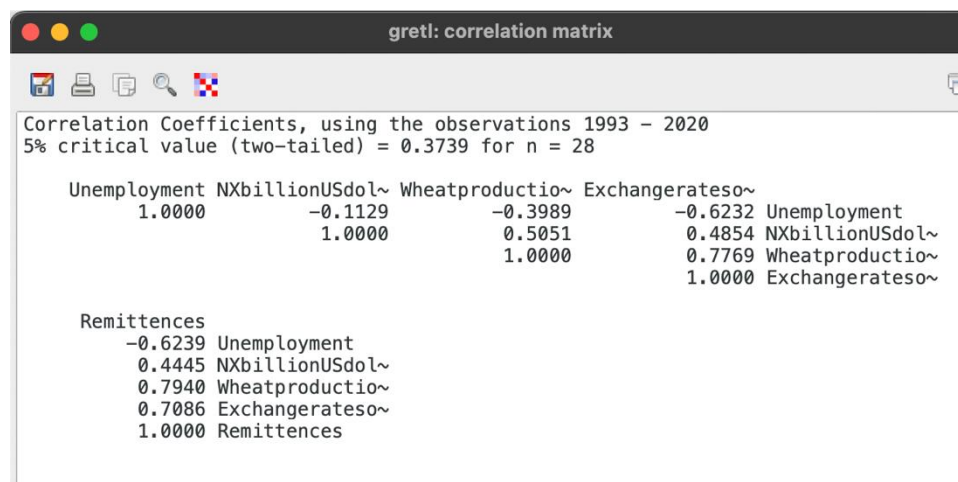 gretl: correlation matrix
Correlation Coefficients, using the observations 1993 – 2020
5% critical value (two-tailed) = 0.3739 for n = 28
Unemployment NXbillionUSdol~ Wheatproductio~ Exchangerateso~
1.0000 -0.1129 -0.3989 -0.6232 Unemployment
1.0000 0.5051 0.4854 NXbillionUSdol~
1.0000 0.7769 Wheatproductio~
1.0000 Exchangerateso~
Remittences
-0.6239 Unemployment
0.4445 NXbillionUSdol~
0.7940 Wheatproductio~
0.7086 Exchangerateso~
1.0000 Remittences